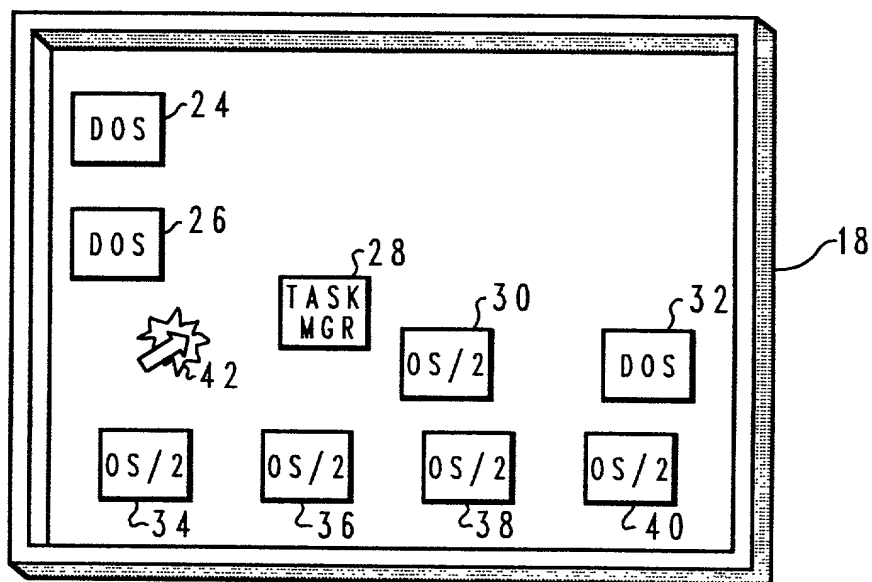 DOS 24
DOS 26
18
TASK MGR 28
OS/2 30
DOS 32
42
OS/2 OS/2 OS/2 OS/2
34 36 38 40